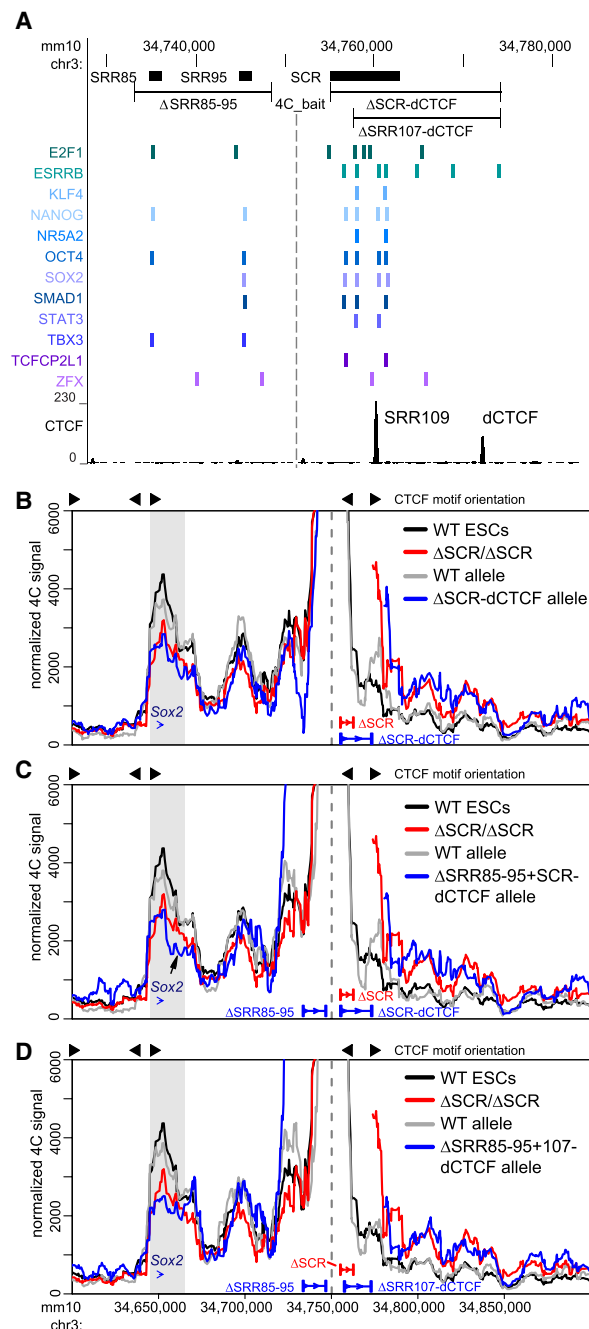 A
mm10
chr3:
34,740,000 34,760,000 34,780,000
SRR85 SRR95 SCR
ΔSRR85-95 4C_bait ΔSCR-dCTCF
ΔSRR107-dCTCF
E2F1
ESRRB
KLF4
NANOG
NR5A2
OCT4
SOX2
SMAD1
STAT3
TBX3
TCFCP2L1
ZFX
230
CTCF
0
SRR109 dCTCF
B
CTCF motif orientation
normalized 4C signal
0 2000 4000 6000
WT ESCs
ΔSCR/ΔSCR
WT allele
ΔSCR-dCTCF allele
Sox2
ΔSCR
ΔSCR-dCTCF
C
CTCF motif orientation
normalized 4C signal
0 2000 4000 6000
WT ESCs
ΔSCR/ΔSCR
WT allele
ΔSRR85-95+SCR-
dCTCF allele
Sox2
ΔSCR
ΔSRR85-95 ΔSCR-dCTCF
D
CTCF motif orientation
normalized 4C signal
0 2000 4000 6000
WT ESCs
ΔSCR/ΔSCR
WT allele
ΔSRR85-95+107-
dCTCF allele
Sox2
ΔSCR
ΔSRR85-95 ΔSRR107-dCTCF
mm10
chr3:
34,650,000 34,700,000 34,750,000 34,800,000 34,850,000